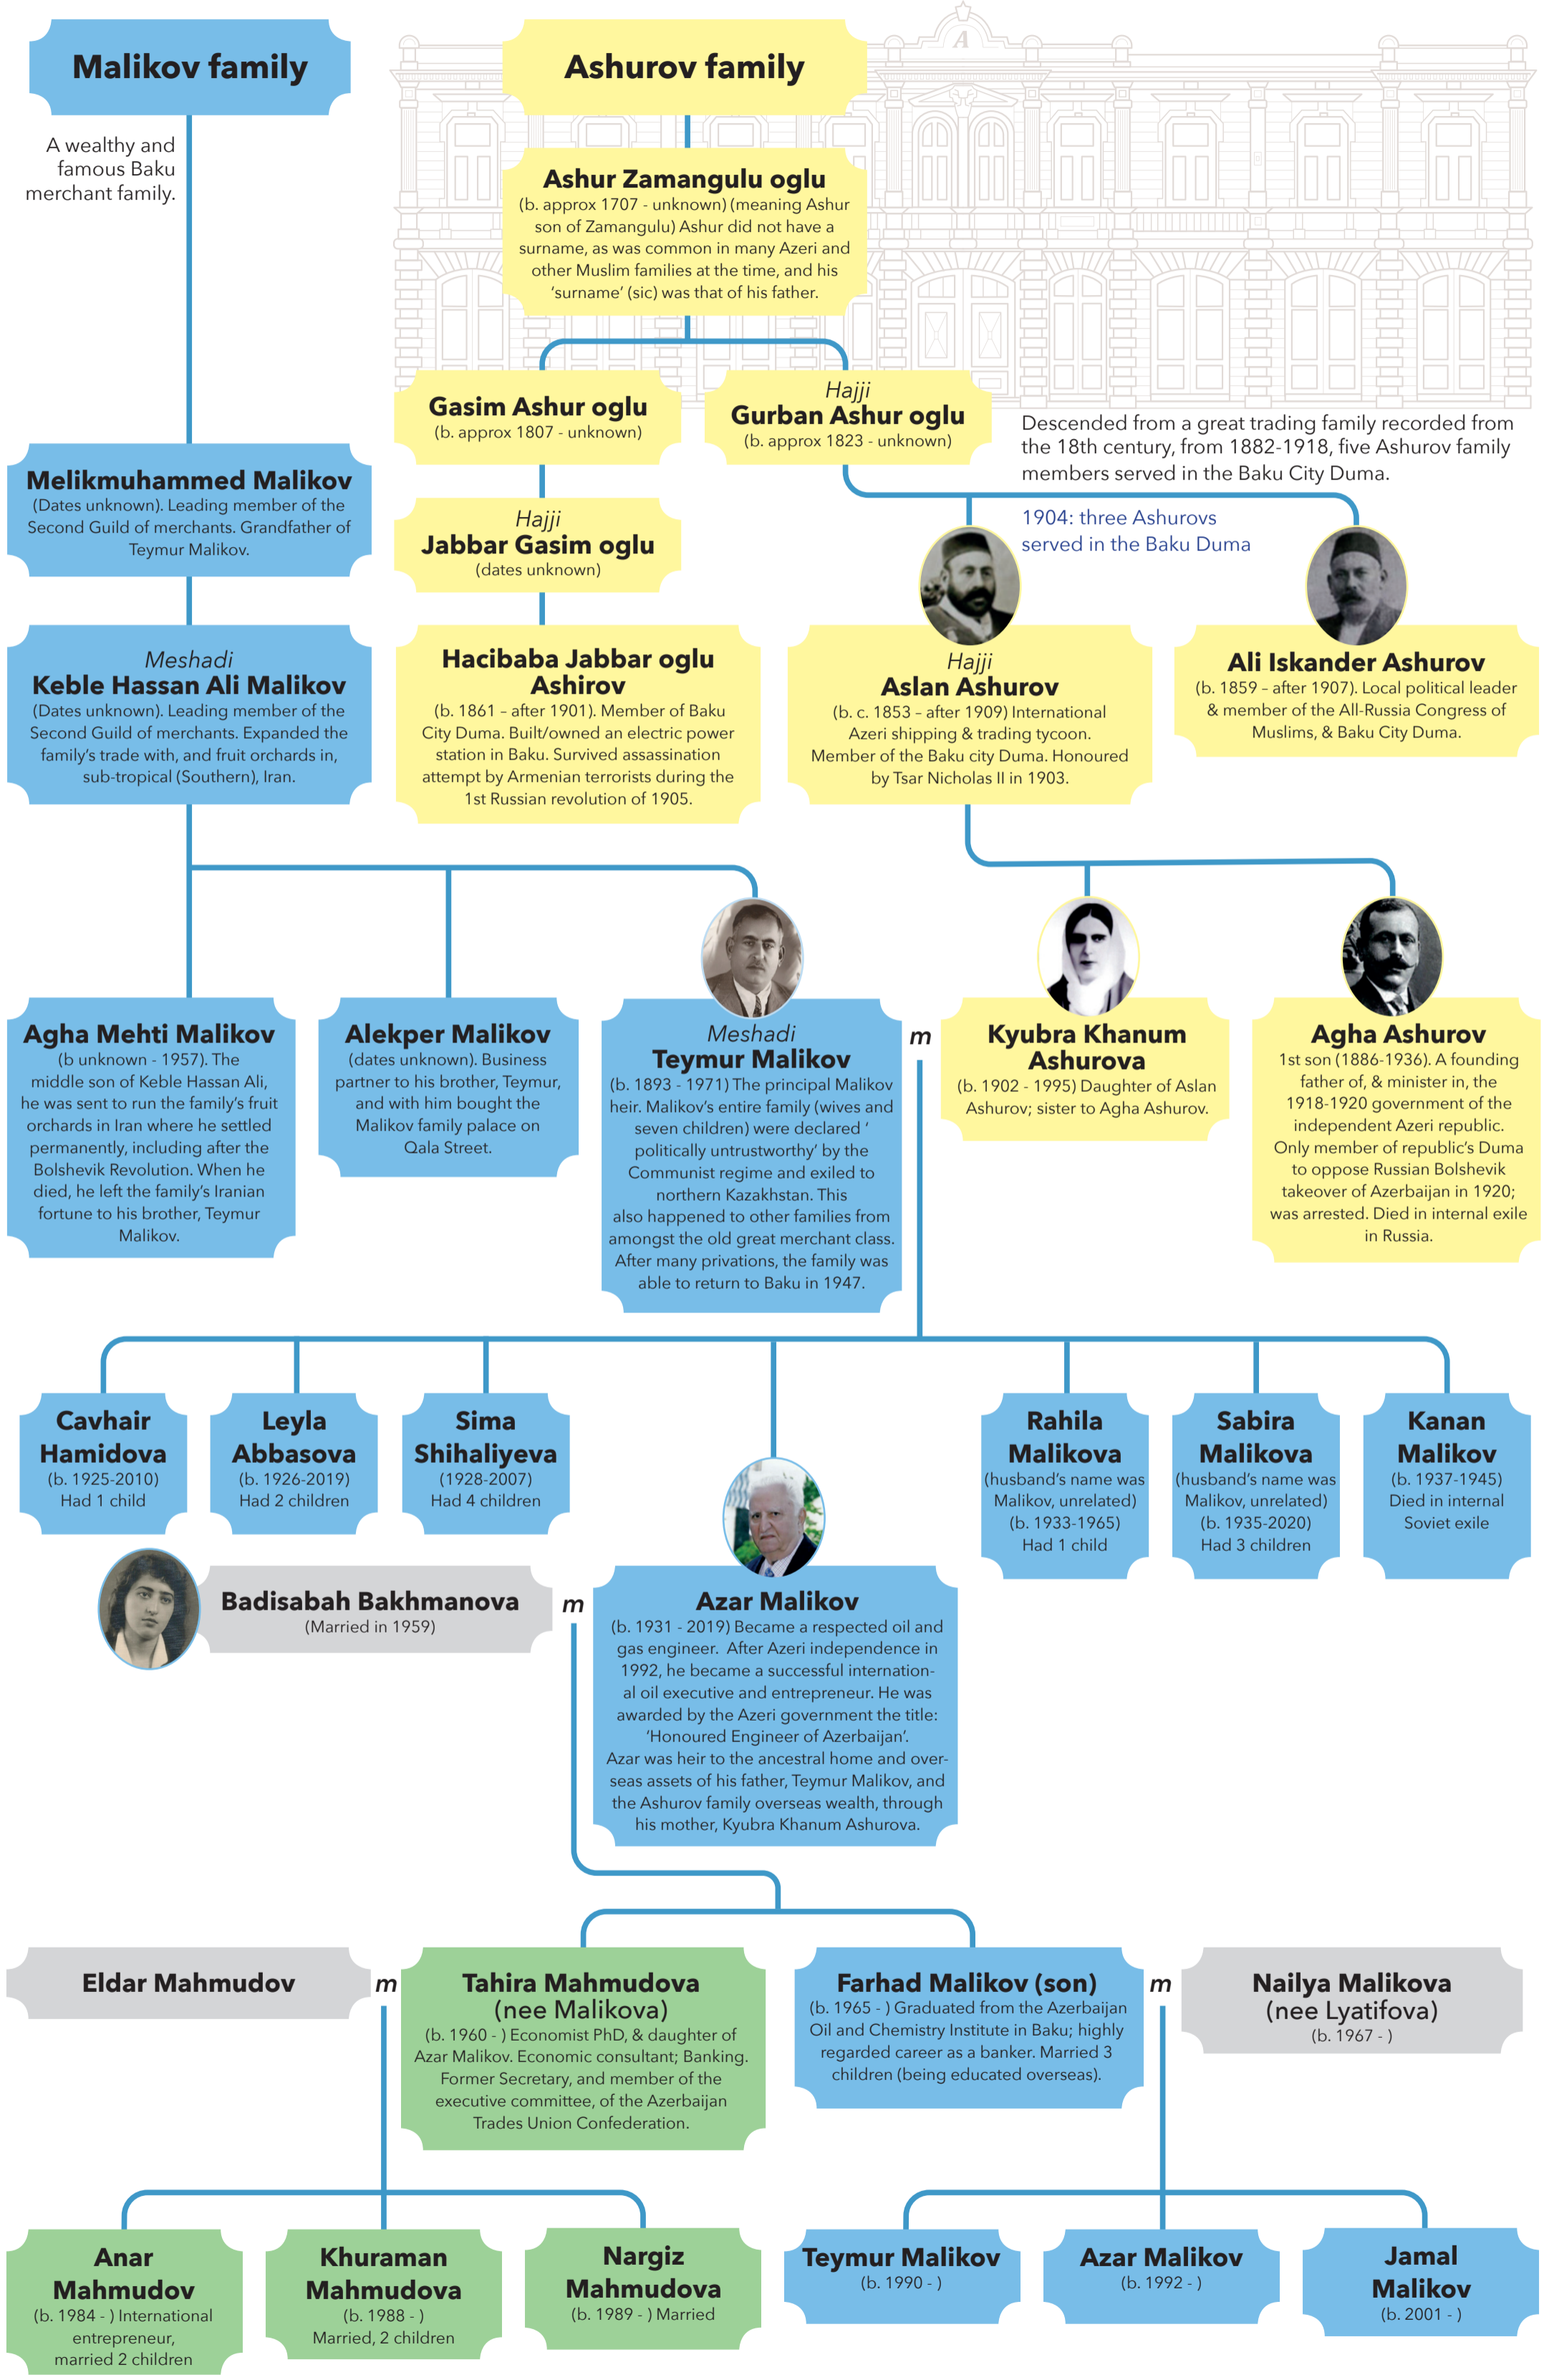 Malikov family
Ashurov family
A
A wealthy and
famous Baku
merchant family.
Ashur Zamangulu oglu
(b. approx 1707 - unknown) (meaning Ashur
son of Zamangulu) Ashur did not have a
surname, as was common in many Azeri and
other Muslim families at the time, and his
‘surname’ (sic) was that of his father.
Gasim Ashur oglu
(b. approx 1807 - unknown)
Hajji
Gurban Ashur oglu
(b. approx 1823 - unknown)
Descended from a great trading family recorded from
the 18th century, from 1882-1918, five Ashurov family
members served in the Baku City Duma.
1904: three Ashurovs
served in the Baku Duma
Melikmuhammed Malikov
(Dates unknown). Leading member of the
Second Guild of merchants. Grandfather of
Teymur Malikov.
Hajji
Jabbar Gasim oglu
(dates unknown)
Meshadi
Keble Hassan Ali Malikov
(Dates unknown). Leading member of the
Second Guild of merchants. Expanded the
family’s trade with, and fruit orchards in,
sub-tropical (Southern), Iran.
Hacibaba Jabbar oglu
Ashirov
(b. 1861 – after 1901). Member of Baku
City Duma. Built/owned an electric power
station in Baku. Survived assassination
attempt by Armenian terrorists during the
1st Russian revolution of 1905.
Hajji
Aslan Ashurov
(b. c. 1853 – after 1909) International
Azeri shipping & trading tycoon.
Member of the Baku city Duma. Honoured
by Tsar Nicholas II in 1903.
Ali Iskander Ashurov
(b. 1859 – after 1907). Local political leader
& member of the All-Russia Congress of
Muslims, & Baku City Duma.
Agha Mehti Malikov
(b unknown - 1957). The
middle son of Keble Hassan Ali,
he was sent to run the family’s fruit
orchards in Iran where he settled
permanently, including after the
Bolshevik Revolution. When he
died, he left the family’s Iranian
fortune to his brother, Teymur
Malikov.
Alekper Malikov
(dates unknown). Business
partner to his brother, Teymur,
and with him bought the
Malikov family palace on
Qala Street.
Meshadi
Teymur Malikov
(b. 1893 - 1971) The principal Malikov
heir. Malikov’s entire family (wives and
seven children) were declared ‘
politically untrustworthy’ by the
Communist regime and exiled to
northern Kazakhstan. This
also happened to other families from
amongst the old great merchant class.
After many privations, the family was
able to return to Baku in 1947.
m
Kyubra Khanum
Ashurova
(b. 1902 - 1995) Daughter of Aslan
Ashurov; sister to Agha Ashurov.
Agha Ashurov
1st son (1886-1936). A founding
father of, & minister in, the
1918-1920 government of the
independent Azeri republic.
Only member of republic’s Duma
to oppose Russian Bolshevik
takeover of Azerbaijan in 1920;
was arrested. Died in internal exile
in Russia.
Cavhair
Hamidova
(b. 1925-2010)
Had 1 child
Leyla
Abbasova
(b. 1926-2019)
Had 2 children
Sima
Shihaliyeva
(1928-2007)
Had 4 children
Rahila
Malikova
(husband’s name was
Malikov, unrelated)
(b. 1933-1965)
Had 1 child
Sabira
Malikova
(husband’s name was
Malikov, unrelated)
(b. 1935-2020)
Had 3 children
Kanan
Malikov
(b. 1937-1945)
Died in internal
Soviet exile
Badisabah Bakhmanova
(Married in 1959)
m
Azar Malikov
(b. 1931 - 2019) Became a respected oil and
gas engineer. After Azeri independence in
1992, he became a successful internation-
al oil executive and entrepreneur. He was
awarded by the Azeri government the title:
‘Honoured Engineer of Azerbaijan’.
Azar was heir to the ancestral home and over-
seas assets of his father, Teymur Malikov, and
the Ashurov family overseas wealth, through
his mother, Kyubra Khanum Ashurova.
Eldar Mahmudov
m
Tahira Mahmudova
(nee Malikova)
(b. 1960 - ) Economist PhD, & daughter of
Azar Malikov. Economic consultant; Banking.
Former Secretary, and member of the
executive committee, of the Azerbaijan
Trades Union Confederation.
Farhad Malikov (son)
(b. 1965 - ) Graduated from the Azerbaijan
Oil and Chemistry Institute in Baku; highly
regarded career as a banker. Married 3
children (being educated overseas).
m
Nailya Malikova
(nee Lyatifova)
(b. 1967 - )
Anar
Mahmudov
(b. 1984 - ) International
entrepreneur,
married 2 children
Khuraman
Mahmudova
(b. 1988 - )
Married, 2 children
Nargiz
Mahmudova
(b. 1989 - ) Married
Teymur Malikov
(b. 1990 - )
Azar Malikov
(b. 1992 - )
Jamal
Malikov
(b. 2001 - )